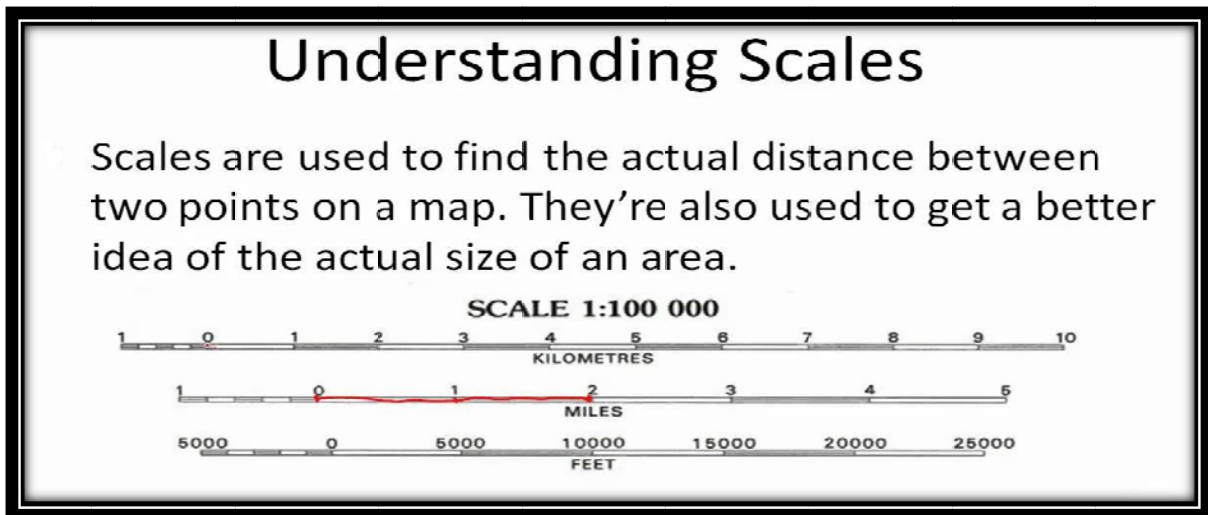 Understanding Scales
Scales are used to find the actual distance between
two points on a map. They’re also used to get a better
idea of the actual size of an area.
SCALE 1:100 000
1 0 1 2 3 4 5 6 7 8 9 10
KILOMETRES
1 0 1 2 3 4 5
MILES
5000 0 5000 10000 15000 20000 25000
FEET